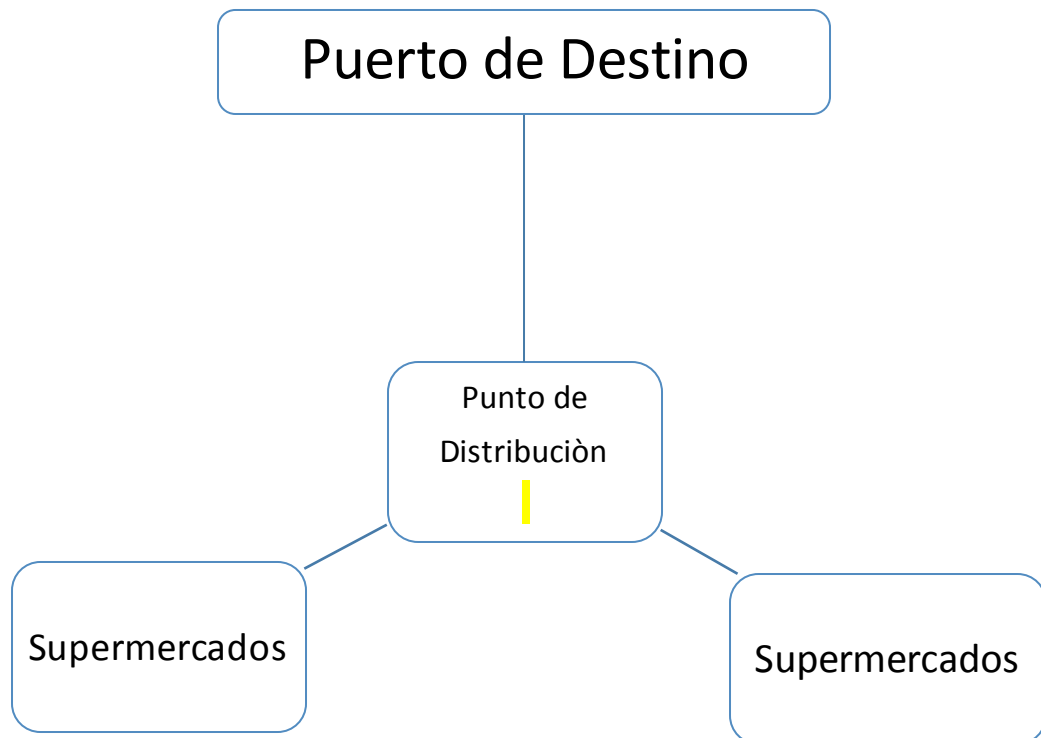 Puerto de Destino
Punto de
Distribuciòn
Supermercados
Supermercados